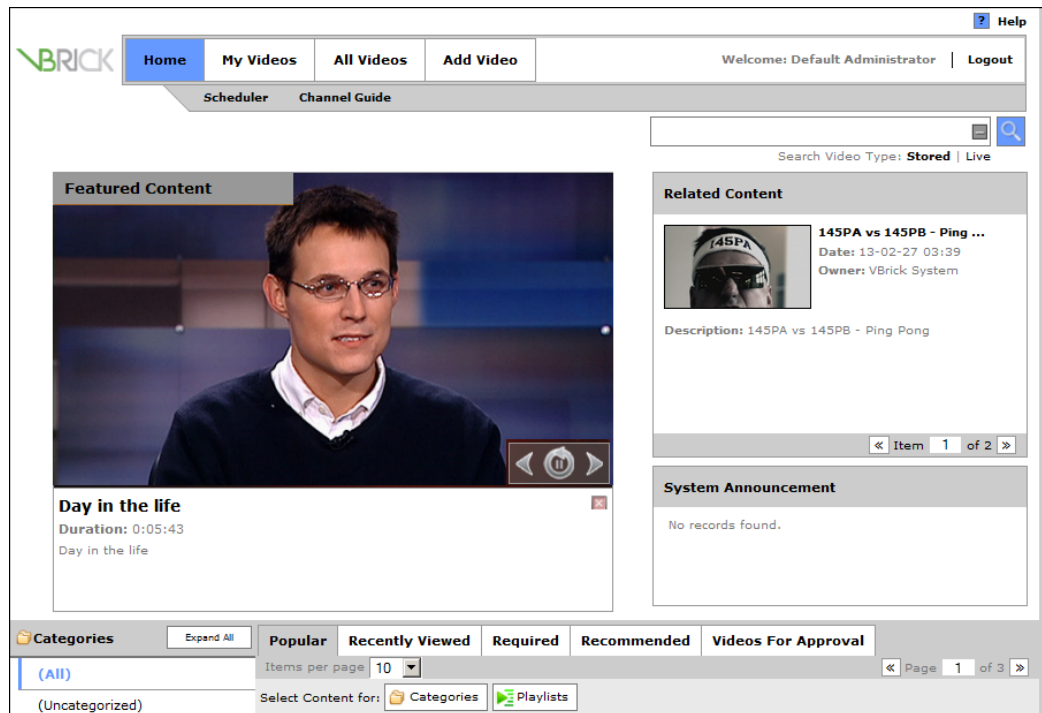 ? Help
VBRICK
Home My Videos All Videos Add Video Welcome: Default Administrator | Logout
Scheduler Channel Guide
Search Video Type: Stored | Live
Featured Content
Related Content
145PA
145PA vs 145PB - Ping ...
Date: 13-02-27 03:39
Owner: VBrick System
Description: 145PA vs 145PB - Ping Pong
« Item 1 of 2 »
Day in the life
Duration: 0:05:43
Day in the life
System Announcement
No records found.
Categories Expand All Popular Recently Viewed Required Recommended Videos For Approval
(All) Items per page 10 « Page 1 of 3 »
(Uncategorized) Select Content for: Categories Playlists